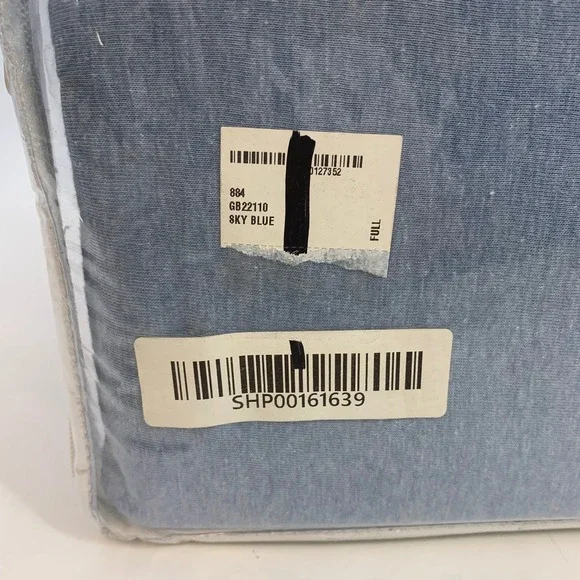 0127352
884
GB22110
SKY BLUE
FULL
SHP00161639